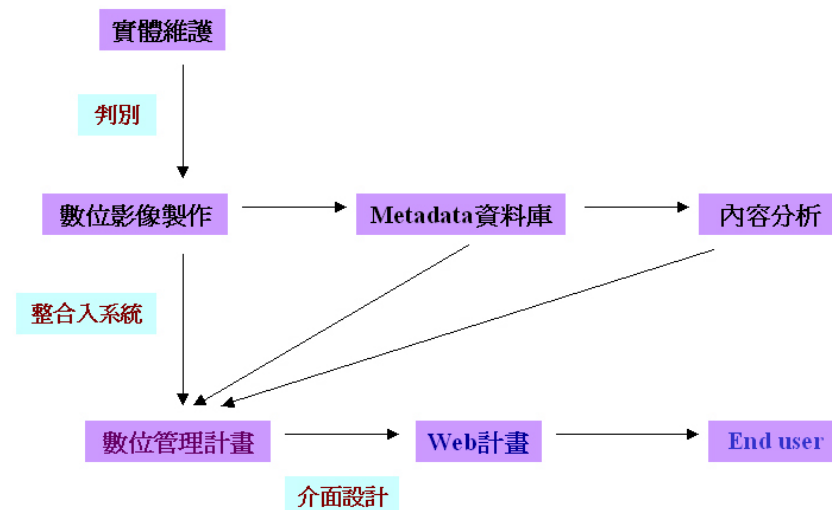 實體維護
判別
數位影像製作
Metadata資料庫
內容分析
整合入系統
數位管理計畫
Web計畫
End user
介面設計